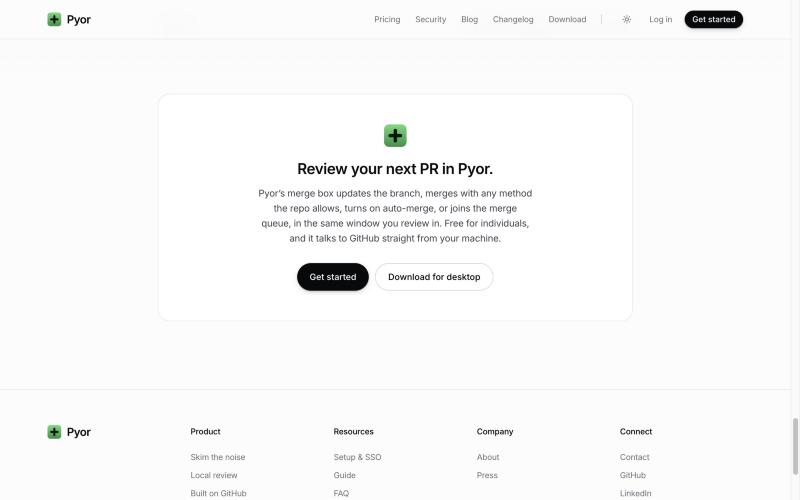 Pyor
Pricing Security Blog Changelog Download Log in Get started
Review your next PR in Pyor.
Pyor's merge box updates the branch, merges with any method
the repo allows, turns on auto-merge, or joins the merge
queue, in the same window you review in. Free for individuals,
and it talks to GitHub straight from your machine.
Get started Download for desktop
Pyor
Product Resources Company Connect
Skim the noise Setup & SSO About Contact
Local review Guide Press GitHub
Built on GitHub FAQ LinkedIn